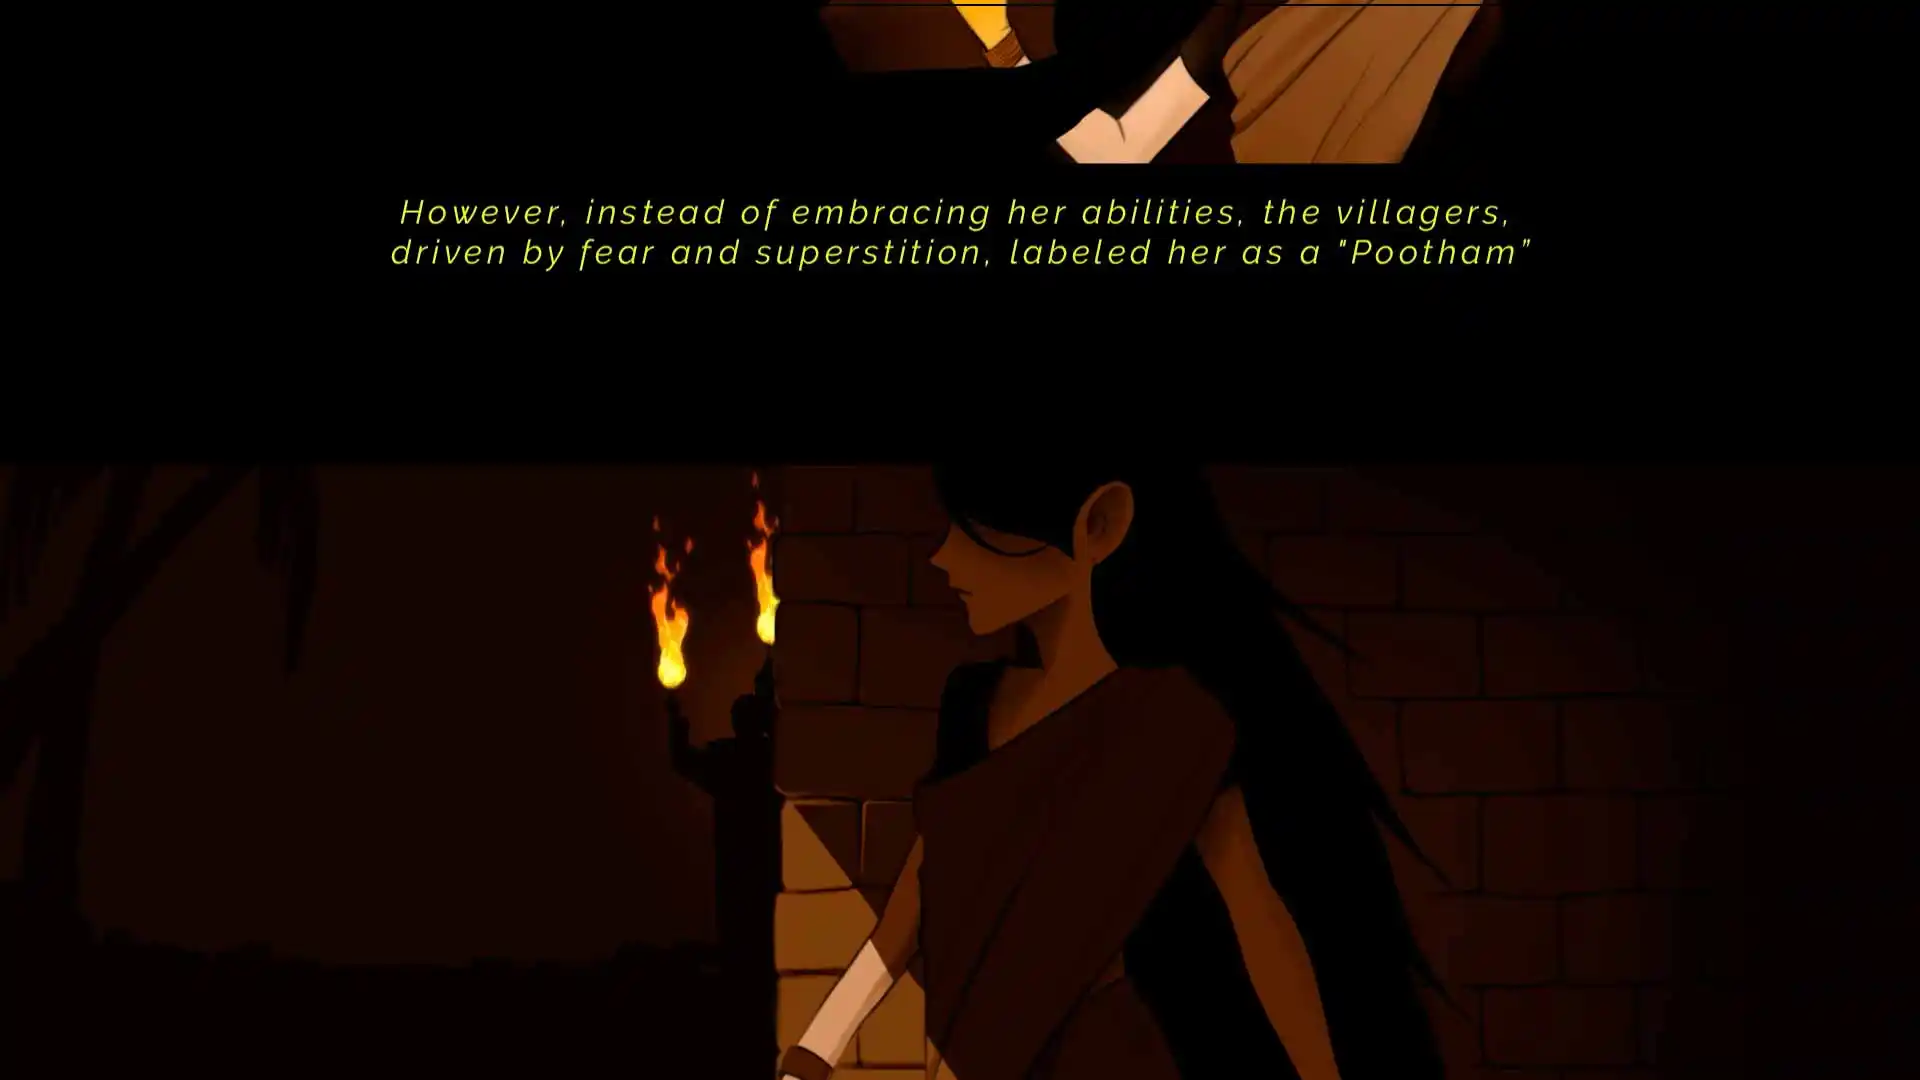 However, instead of embracing her abilities, the villagers,
driven by fear and superstition, labeled her as a "Pootham”